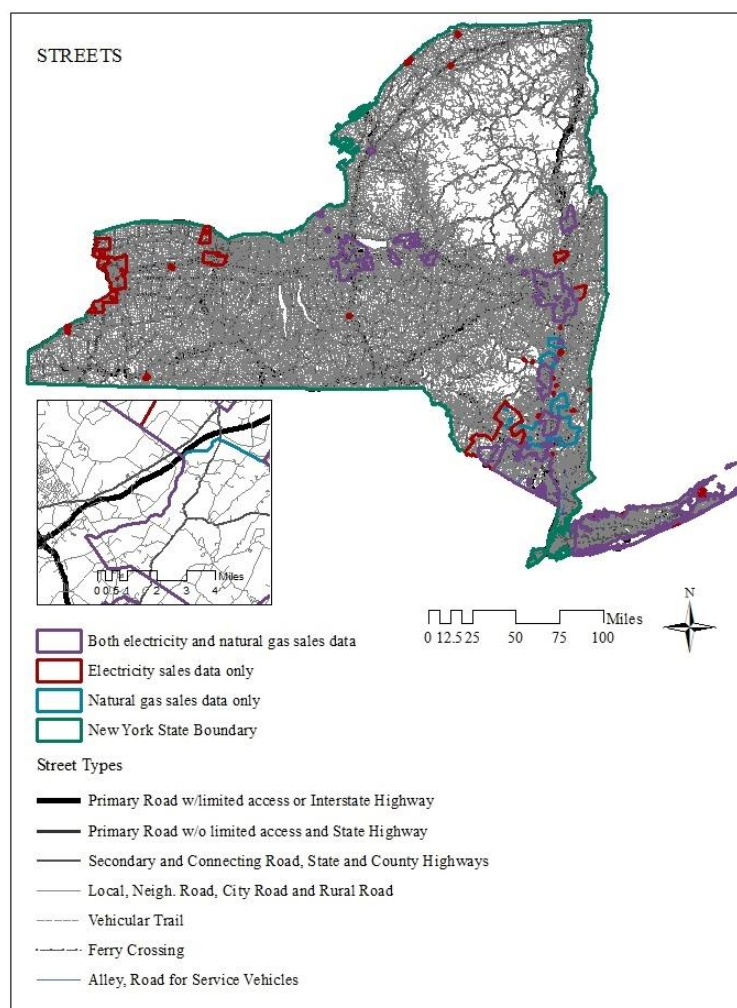 STREETS
Miles
0 0.5 1 2 3 4
N
Miles
0 12.5 25 50 75 100
Both electricity and natural gas sales data
Electricity sales data only
Natural gas sales data only
New York State Boundary
Street Types
Primary Road w/limited access or Interstate Highway
Primary Road w/o limited access and State Highway
Secondary and Connecting Road, State and County Highways
Local, Neigh. Road, City Road and Rural Road
Vehicular Trail
Ferry Crossing
Alley, Road for Service Vehicles